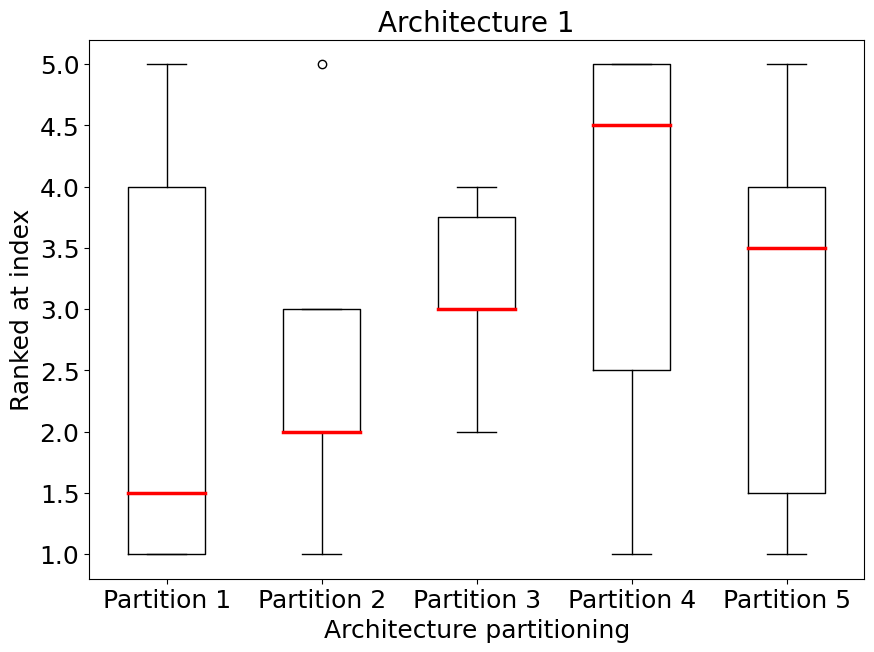 Architecture 1
Ranked at index
5.0
4.5
4.0
3.5
3.0
2.5
2.0
1.5
1.0
Partition 1 Partition 2 Partition 3 Partition 4 Partition 5
Architecture partitioning